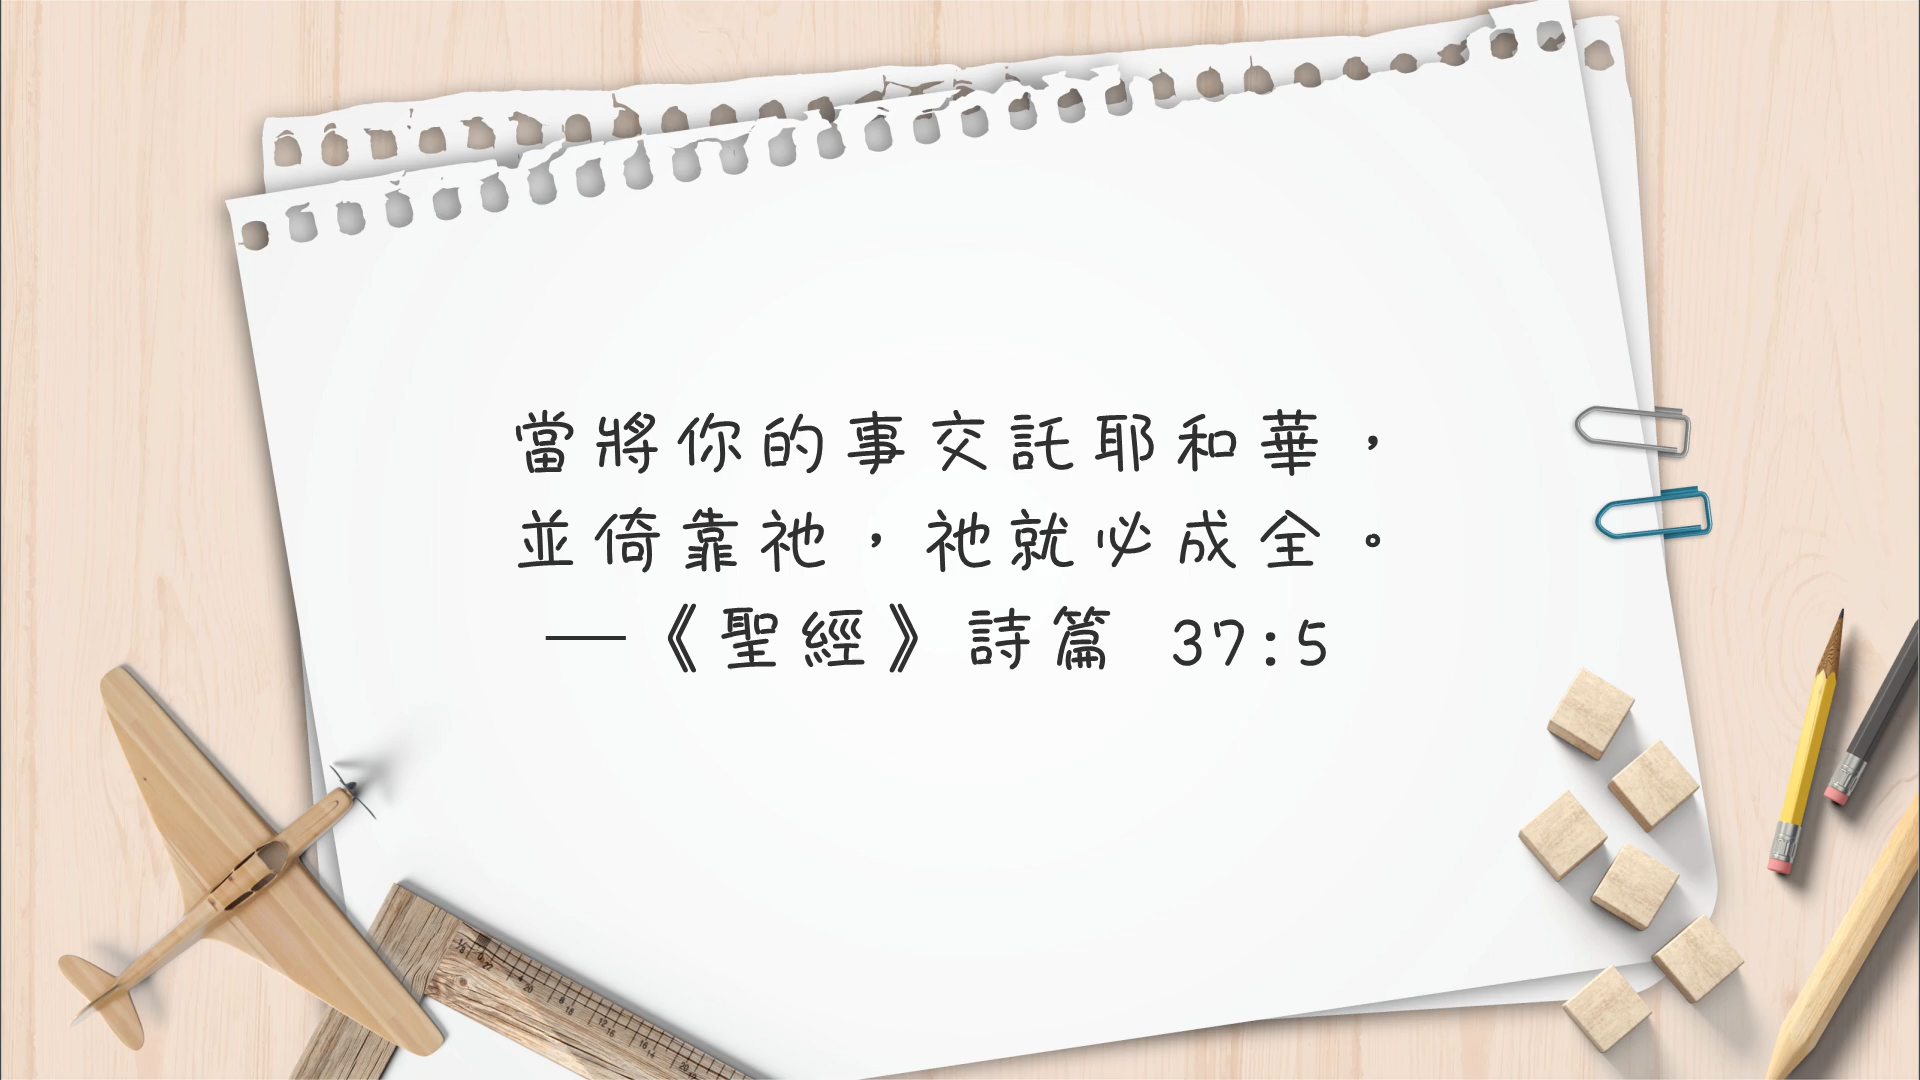 當將你的事交託耶和華，
並倚靠祂，祂就必成全。
—《聖經》詩篇 37:5